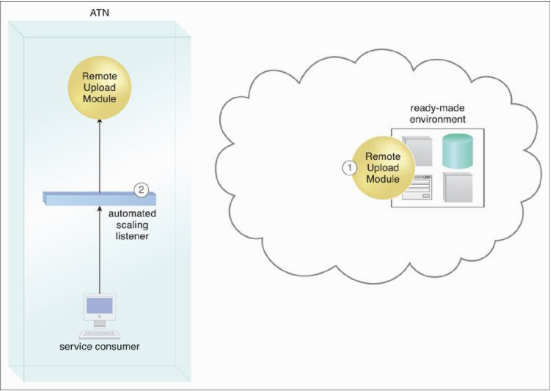 ATN
Remote
Upload
Module
2
automated
scaling
listener
service consumer
ready-made
environment
1
Remote
Upload
Module